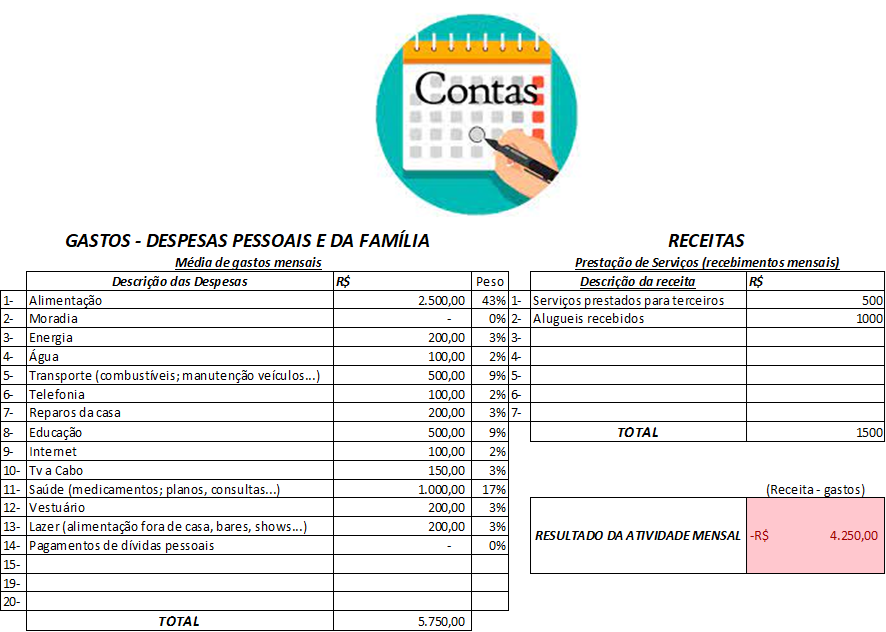 Contas
GASTOS - DESPESAS PESSOAIS E DA FAMÍLIA
Média de gastos mensais
Descrição das Despesas R$ Peso
1- Alimentação 2.500,00 43%
2- Moradia - 0%
3- Energia 200,00 3%
4- Água 100,00 2%
5- Transporte (combustíveis; manutenção veículos...) 500,00 9%
6- Telefonia 100,00 2%
7- Reparos da casa 200,00 3%
8- Educação 500,00 9%
9- Internet 100,00 2%
10- Tv a Cabo 150,00 3%
11- Saúde (medicamentos; planos, consultas...) 1.000,00 17%
12- Vestuário 200,00 3%
13- Lazer (alimentação fora de casa, bares, shows...) 200,00 3%
14- Pagamentos de dívidas pessoais - 0%
15-
19-
20-
TOTAL 5.750,00
RECEITAS
Prestação de Serviços (recebimentos mensais)
Descrição da receita R$
1- Serviços prestados para terceiros 500
2- Alugueis recebidos 1000
3-
4-
5-
6-
7-
TOTAL 1500
(Receita - gastos)
RESULTADO DA ATIVIDADE MENSAL -R$ 4.250,00